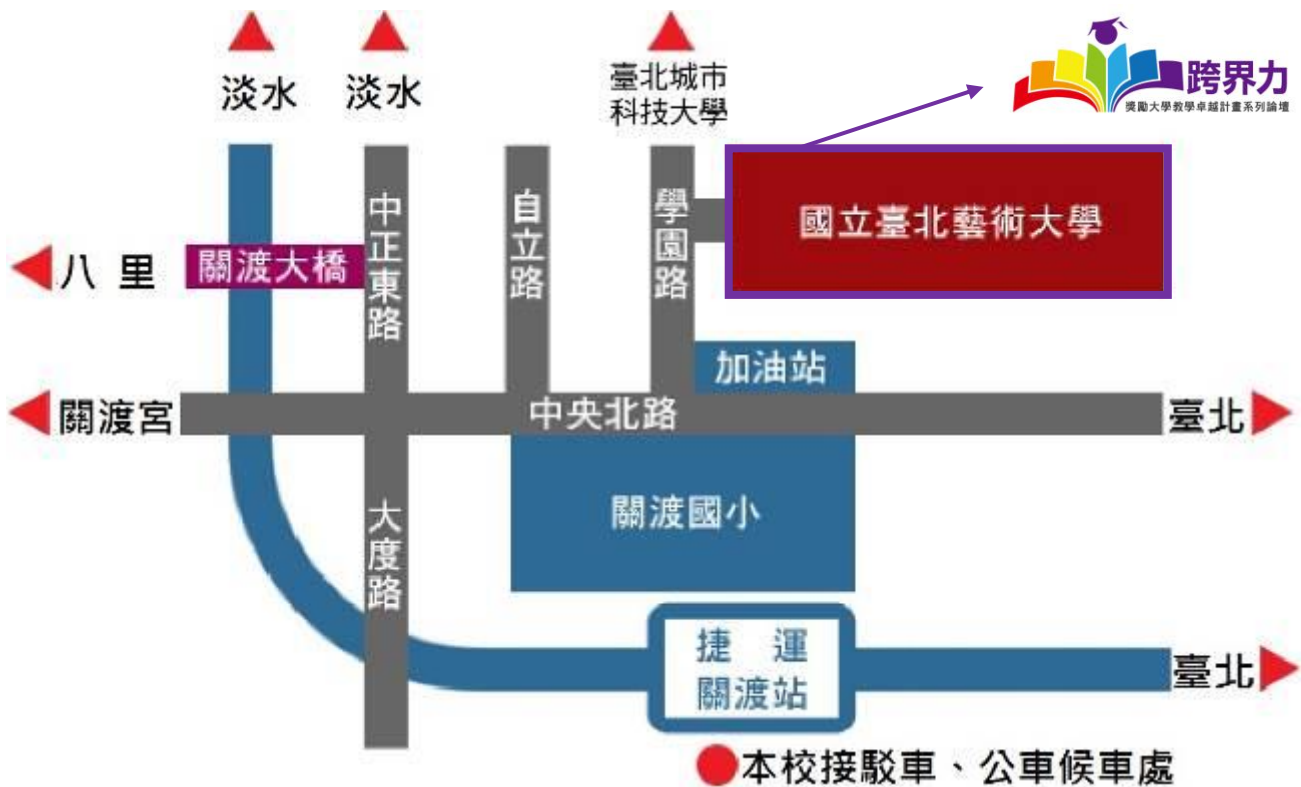 淡水
淡水
臺北城市
科技大學
跨界力
獎勵大學教學卓越計畫系列論壇
中正東路
自立路
學園路
國立臺北藝術大學
八 里
關渡大橋
加油站
關渡宮
中央北路
臺北
大度路
關渡國小
捷 運
關渡站
臺北
本校接駁車、公車候車處